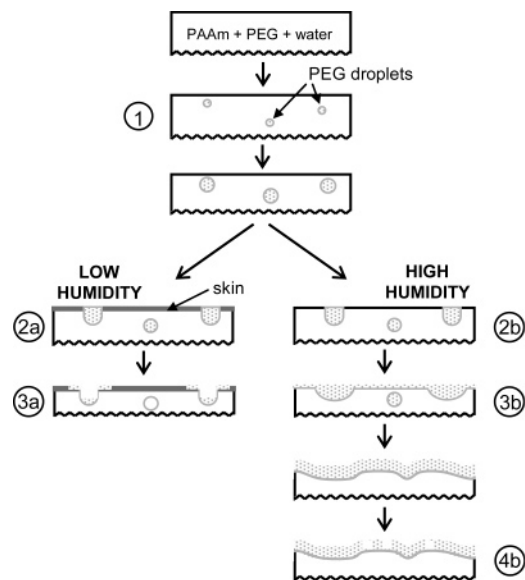 PAAm + PEG + water
PEG droplets
1
LOW
HUMIDITY
skin
HIGH
HUMIDITY
2a
2b
3a
3b
4b